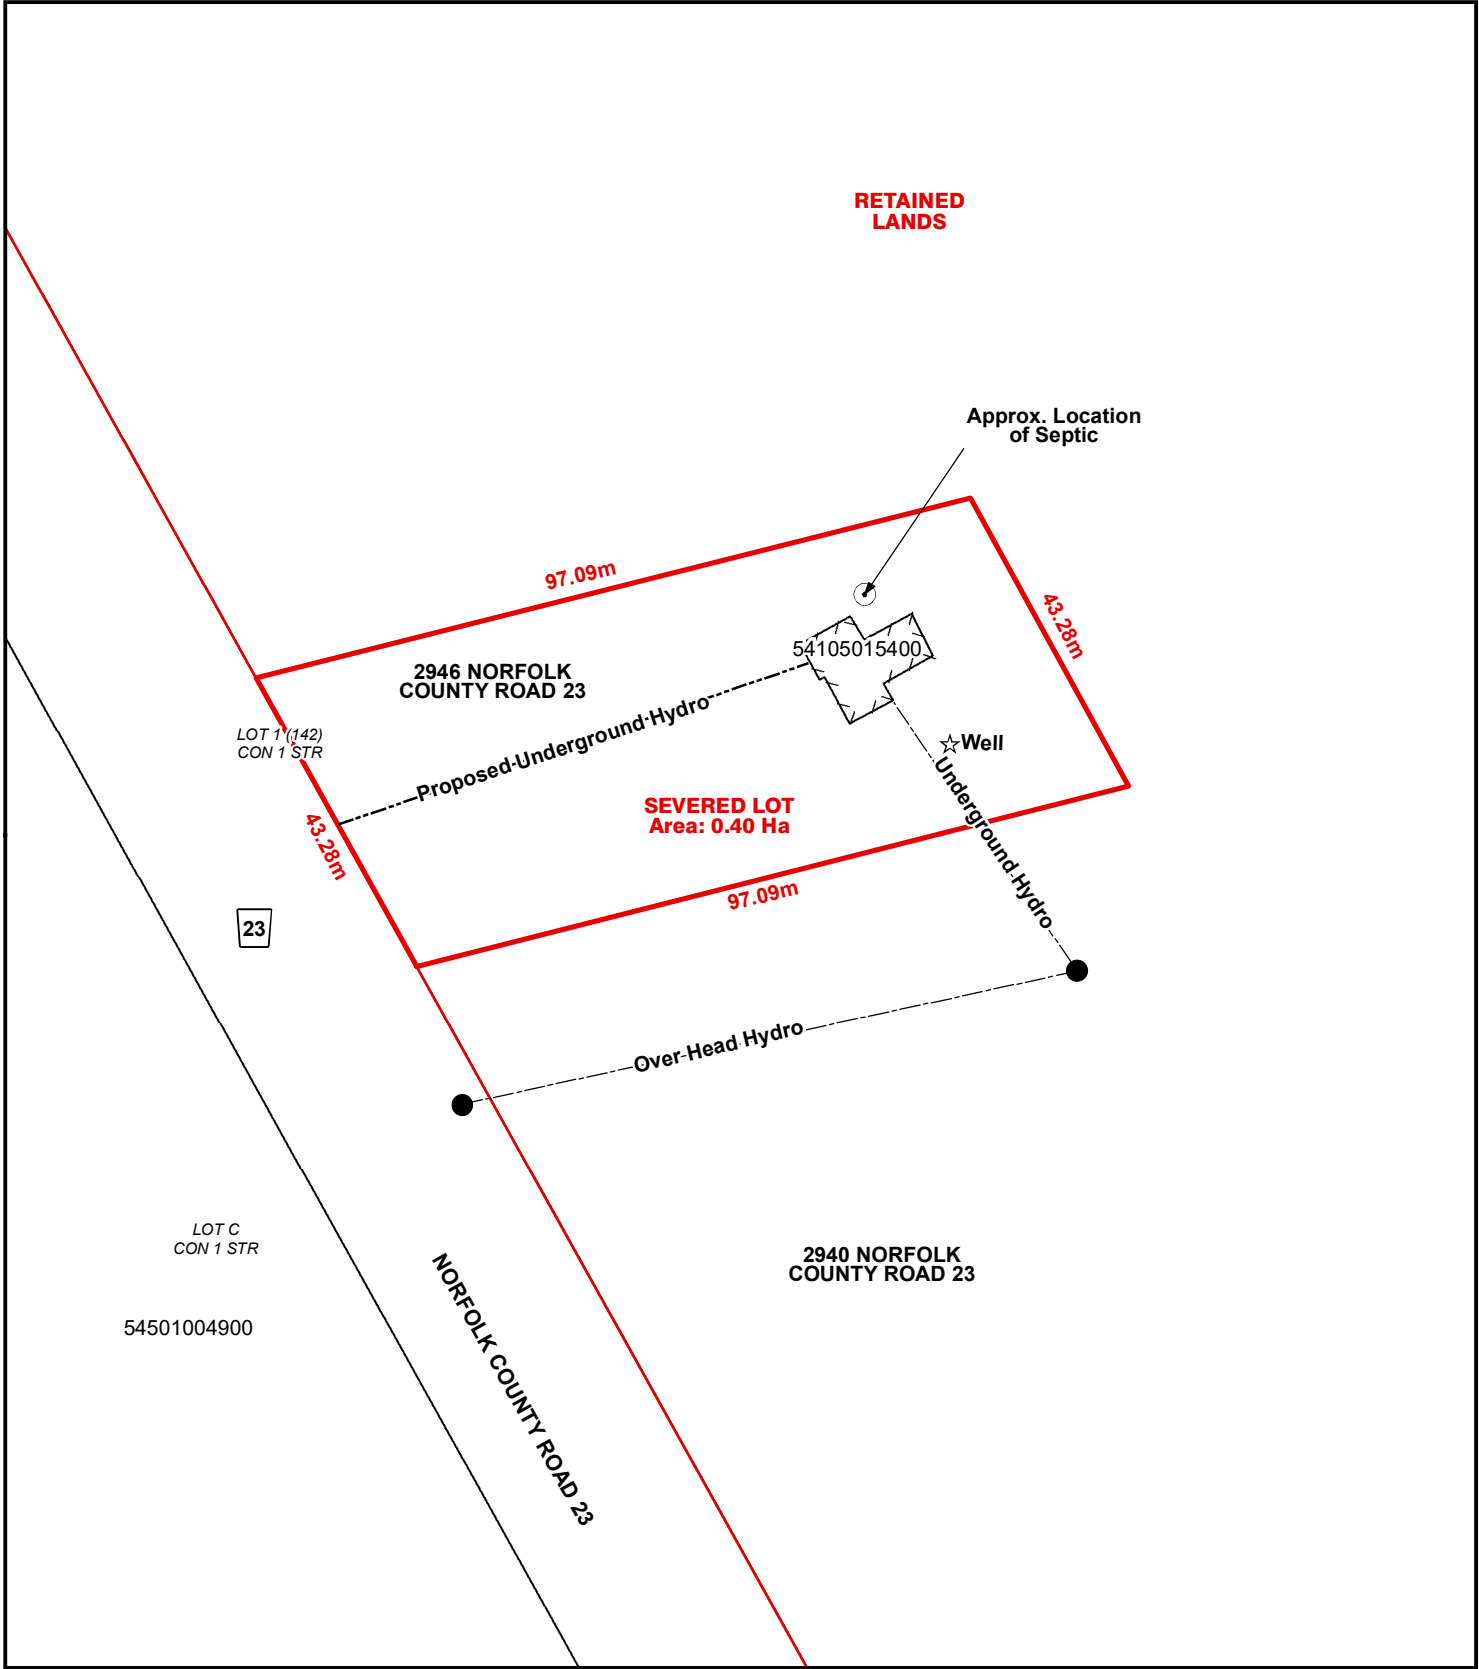 RETAINED
LANDS
Approx. Location
of Septic
97.09m
43.28m
54105015400
2946 NORFOLK
COUNTY ROAD 23
Proposed Underground Hydro
LOT 1 (142)
CON 1 STR
Well
Underground Hydro
SEVERED LOT
Area: 0.40 Ha
43.28m
97.09m
23
Over Head Hydro
LOT C
CON 1 STR
2940 NORFOLK
COUNTY ROAD 23
54501004900
NORFOLK COUNTY ROAD 23